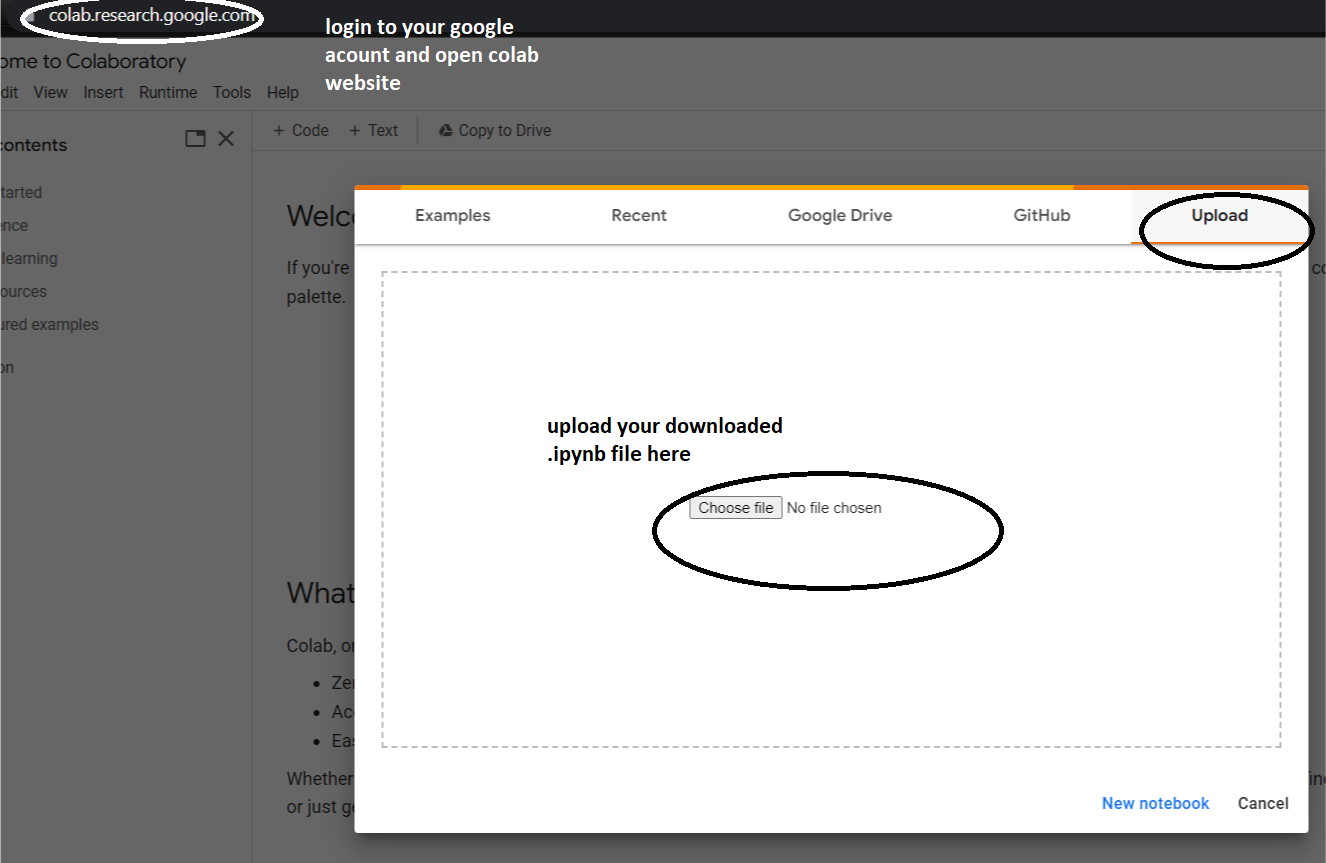 colab.research.google.com
login to your google
acount and open colab
website
ome to Colaboratory
dit View Insert Runtime Tools Help
+ Code + Text Copy to Drive
contents
tarted
ence
learning
ources
ured examples
on
Examples Recent Google Drive GitHub Upload
Welc
If you're
palette.
co
upload your downloaded
.ipynb file here
Choose file No file chosen
What
Colab, or
• Zer
• Acc
• Eas
Whether
or just ge
New notebook Cancel